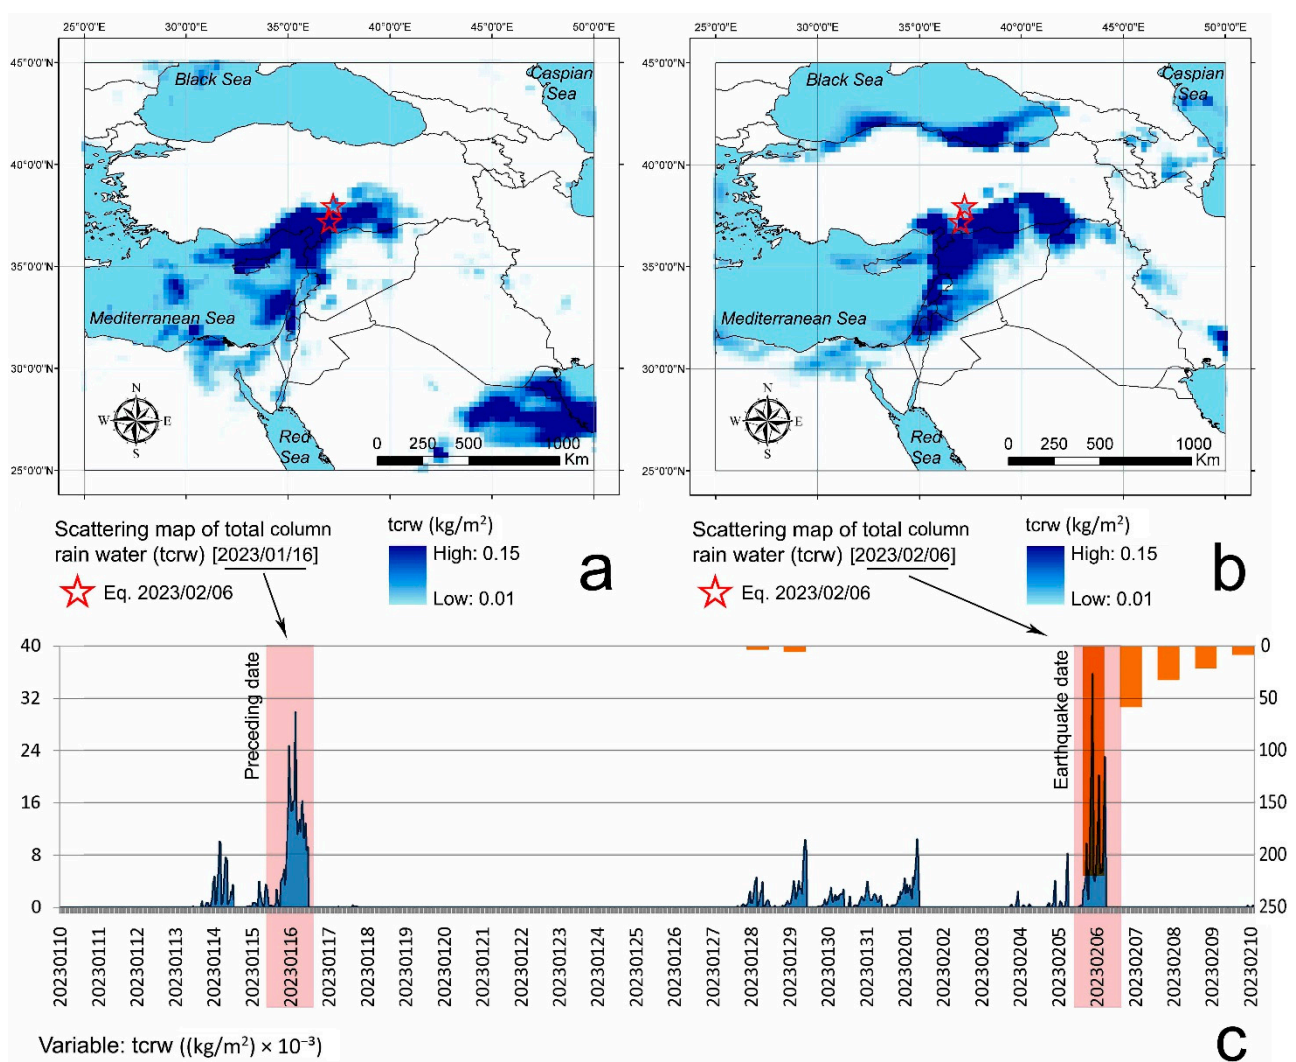 25°0'0"E 30°0'0"E 35°0'0"E 40°0'0"E 45°0'0"E 50°0'0"E
45°0'0"N
40°0'0"N
35°0'0"N
30°0'0"N
25°0'0"N
Black Sea
Caspian
Sea
Mediterranean Sea
Red
Sea
N
W E
S
0 250 500 1000
Km
25°0'0"E 30°0'0"E 35°0'0"E 40°0'0"E 45°0'0"E 50°0'0"E
45°0'0"N
40°0'0"N
35°0'0"N
30°0'0"N
25°0'0"N
Black Sea
Caspian
Sea
Mediterranean Sea
Red
Sea
N
W E
S
0 250 500 1000
Km
Scattering map of total column
rain water (tcrw) [2023/01/16]
Eq. 2023/02/06
tcrw (kg/m²)
High: 0.15
Low: 0.01
a
Scattering map of total column
rain water (tcrw) [2023/02/06]
Eq. 2023/02/06
tcrw (kg/m²)
High: 0.15
Low: 0.01
b
40
32
24
16
8
0
Preceding date
Earthquake date
0
50
100
150
200
250
20230110
20230111
20230112
20230113
20230114
20230115
20230116
20230117
20230118
20230119
20230120
20230121
20230122
20230123
20230124
20230125
20230126
20230127
20230128
20230129
20230130
20230131
20230201
20230202
20230203
20230204
20230205
20230206
20230207
20230208
20230209
20230210
Variable: tcrw ((kg/m²) × 10⁻³)
c